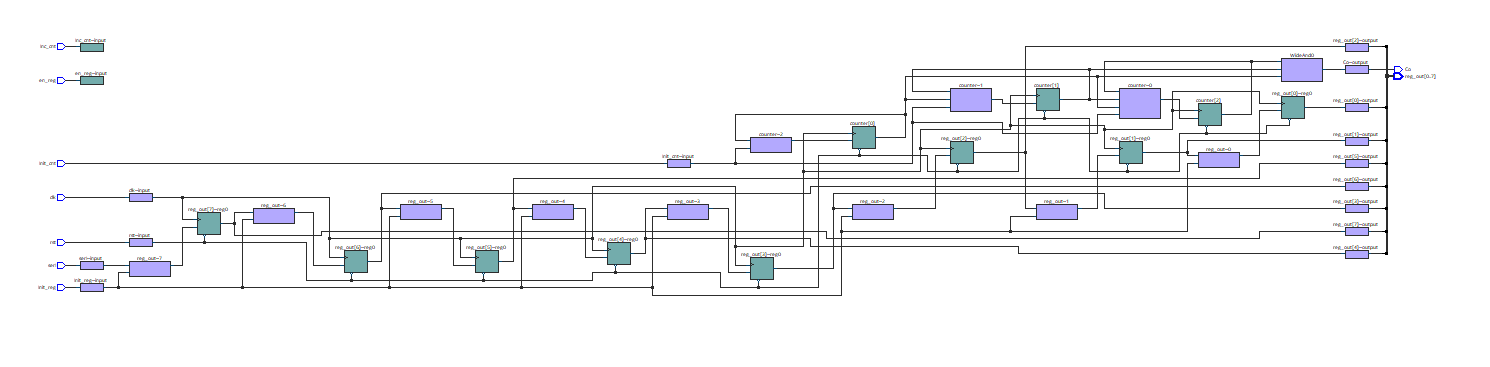 inc_cnt
inc_cnt~input
en_reg
en_reg~input
init_cnt
init_cnt~input
clk
clk~input
rst
rst~input
seri
seri~input
init_reg
init_reg~input
reg_out~7
reg_out[7]~reg0
reg_out~6
reg_out[6]~reg0
reg_out~5
reg_out[5]~reg0
reg_out~4
reg_out[4]~reg0
reg_out~3
reg_out[3]~reg0
counter~2
counter[0]
reg_out~2
counter~1
reg_out[2]~reg0
counter[1]
reg_out~1
counter~0
reg_out[1]~reg0
counter[2]
reg_out~0
WideAnd0
reg_out[0]~reg0
reg_out[2]~output
Co~output
reg_out[0]~output
reg_out[1]~output
reg_out[5]~output
reg_out[6]~output
reg_out[3]~output
reg_out[7]~output
reg_out[4]~output
Co
reg_out[0..7]